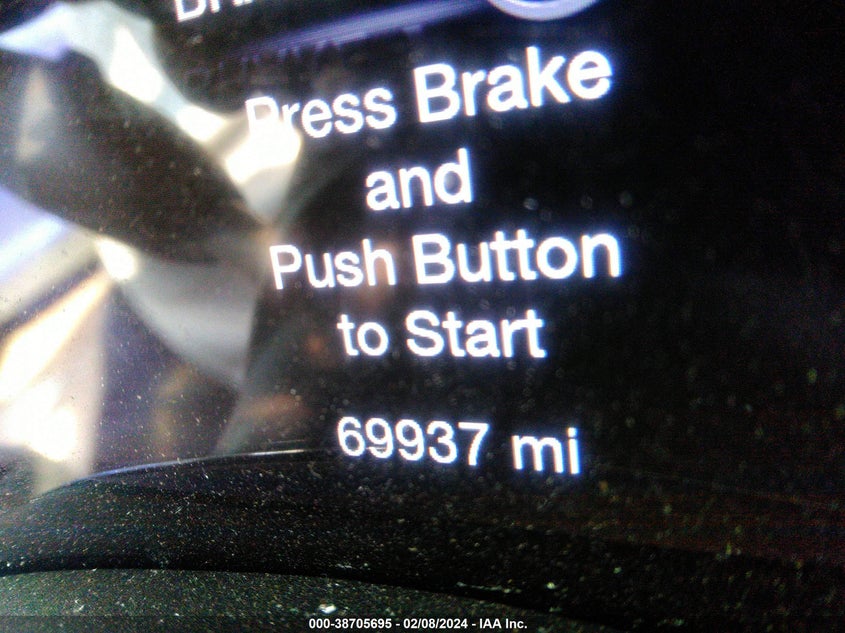 Press Brake
and
Push Button
to Start
69937 mi
000-38705695 - 02/08/2024 - IAA Inc.